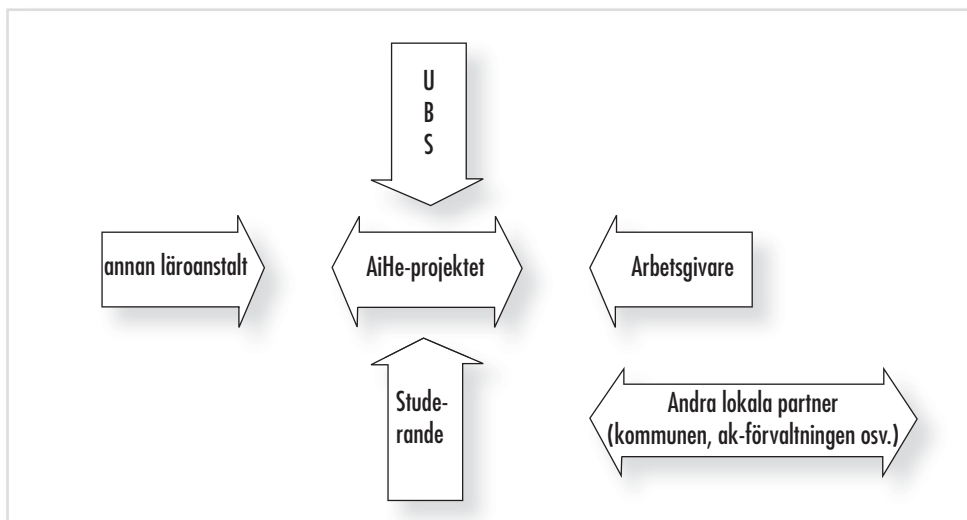 U
B
S
annan läroanstalt
AiHe-projektet
Arbetsgivare
Stude-
rande
Andra lokala partner
(kommunen, ak-förvaltningen osv.)